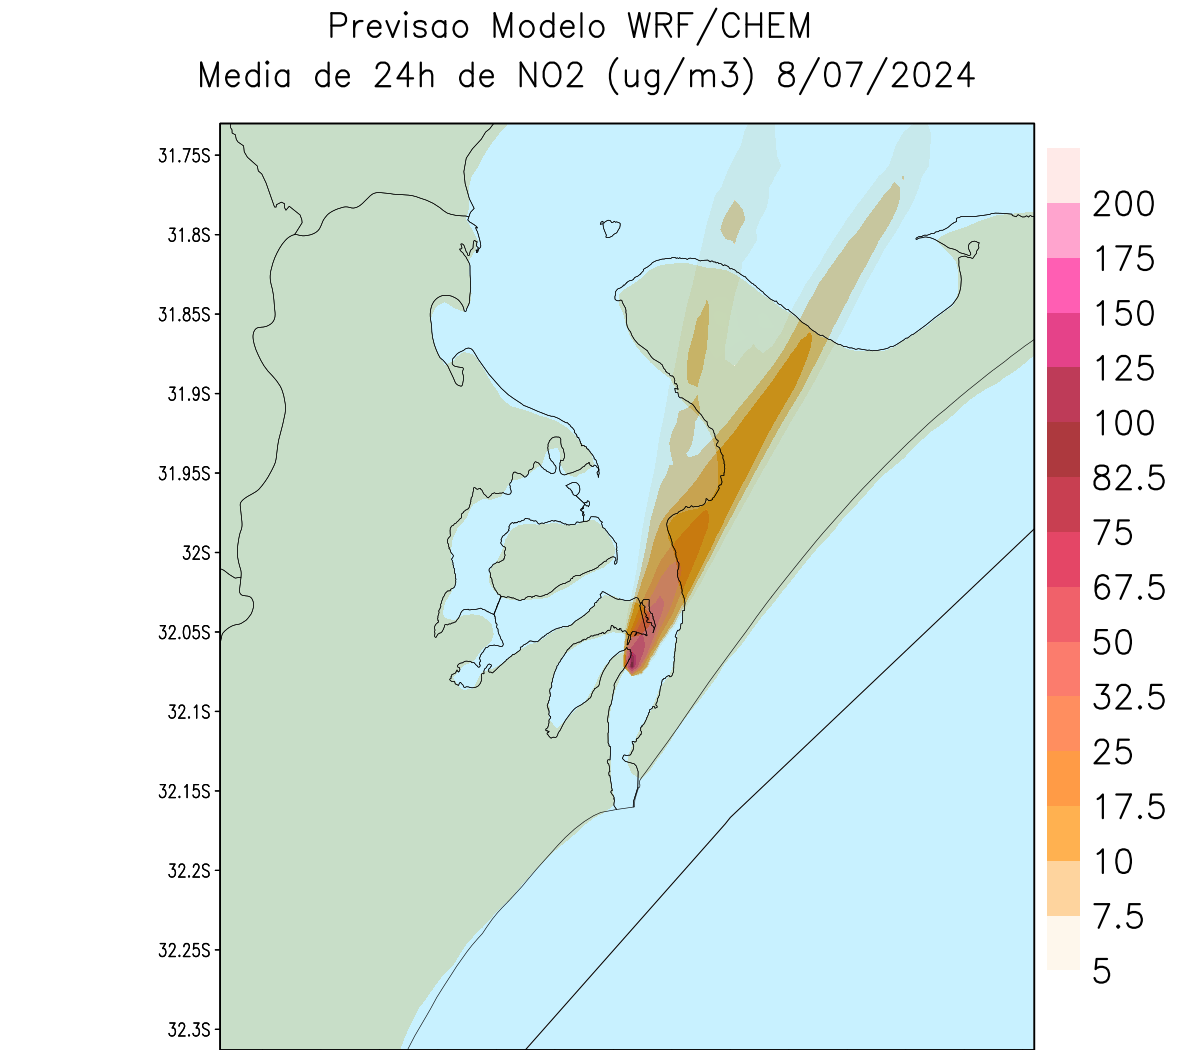 Previsao Modelo WRF/CHEM
Media de 24h de NO2 (ug/m3) 8/07/2024
31.75S
31.8S
31.85S
31.9S
31.95S
32S
32.05S
32.1S
32.15S
32.2S
32.25S
32.3S
200
175
150
125
100
82.5
75
67.5
50
32.5
25
17.5
10
7.5
5